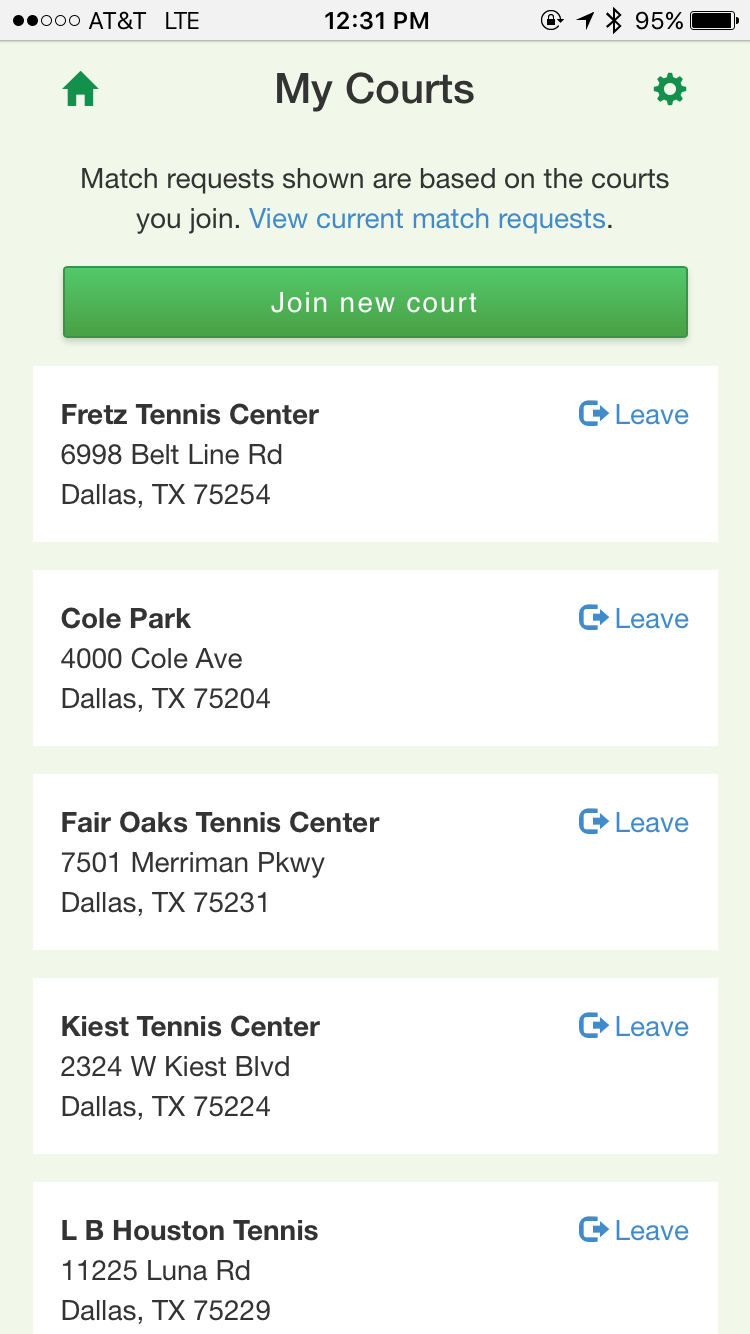 AT&T LTE 12:31 PM 95%
My Courts
Match requests shown are based on the courts
you join. View current match requests.
Join new court
Fretz Tennis Center Leave
6998 Belt Line Rd
Dallas, TX 75254
Cole Park Leave
4000 Cole Ave
Dallas, TX 75204
Fair Oaks Tennis Center Leave
7501 Merriman Pkwy
Dallas, TX 75231
Kiest Tennis Center Leave
2324 W Kiest Blvd
Dallas, TX 75224
L B Houston Tennis Leave
11225 Luna Rd
Dallas, TX 75229